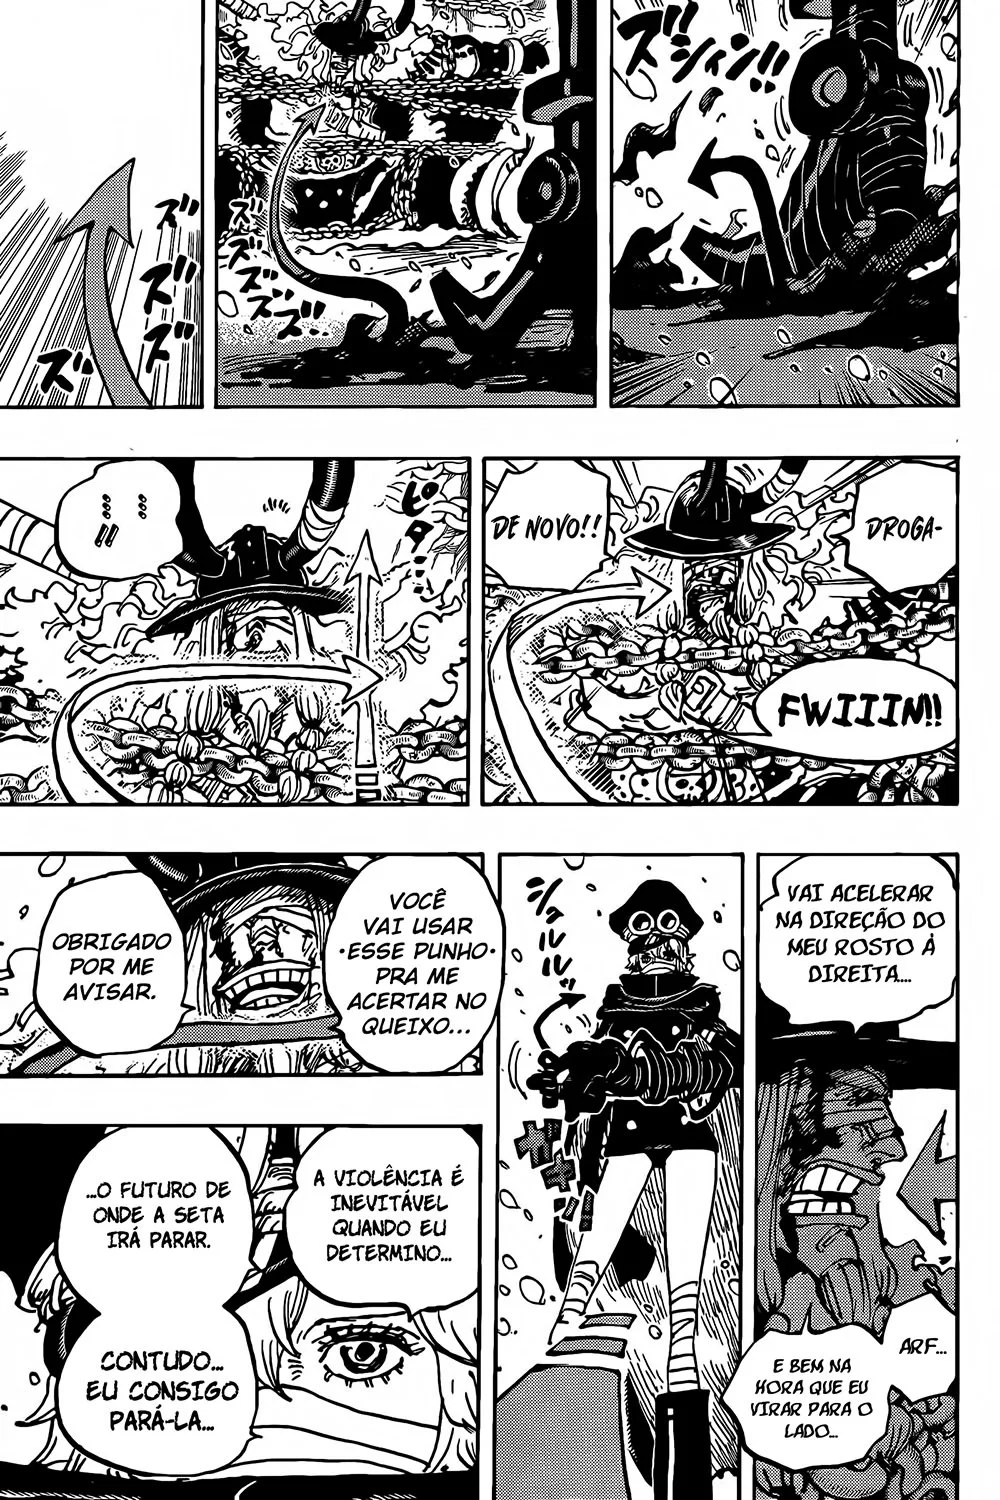 ズシィン!!
ズズズズ...
ズズズズズ
DROGA-
DE NOVO!!
FWIIIN!!
ピロン...
VAI ACELERAR
NA DIREÇÃO DO
MEU ROSTO À
DIREITA....
ARF...
E BEM NA
HORA QUE EU
VIRAR PARA O
LADO...
VOCÊ
VAI USAR
·ESSE PUNHO·
PRA ME
ACERTAR NO
QUEIXO...
OBRIGADO
POR ME
AVISAR.
A VIOLÊNCIA É
INEVITÁVEL
QUANDO EU
DETERMINO...
...O FUTURO DE
ONDE A SETA
IRÁ PARAR.
CONTUDO...
EU CONSIGO
PARÁ-LA...